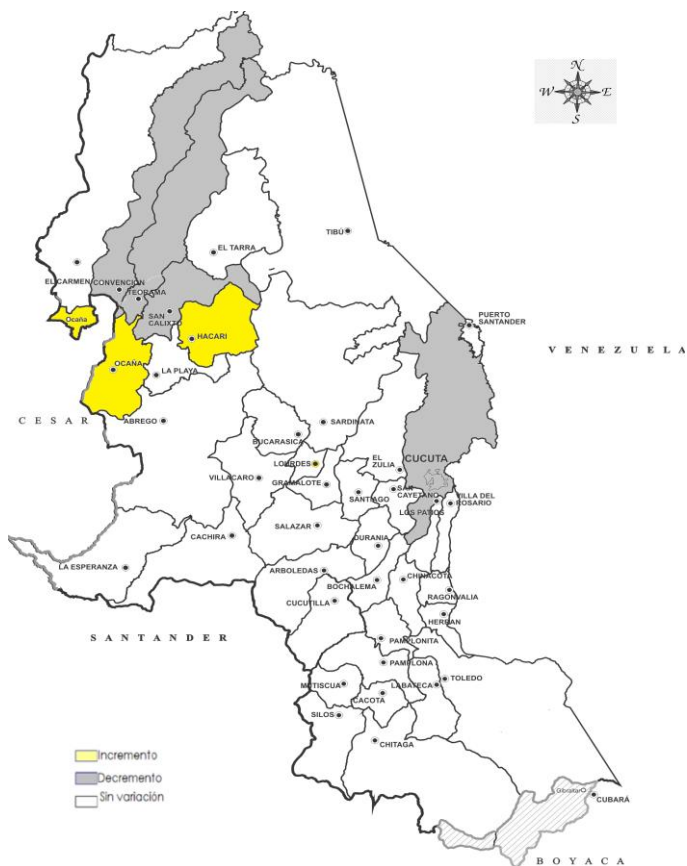 N
W E
S
TIBÚ
EL TARRA
EL CARMEN
CONVENCIÓN
TEORAMA
Ocaña
SAN
CALIXTO
PUERTO
SANTANDER
HACARI
VENEZUELA
OCAÑA
LA PLAYA
CESAR
ABREGO
SARDINATA
BUCARASICA
EL
ZULIA
CUCUTA
LOURDES
VILLACARO
GRAMALOTE
SANTIAGO
SAN
CAYETANO
VILLA DEL
ROSARIO
LOS PATIOS
SALAZAR
CACHIRA
DURANIA
LA ESPERANZA
ARBOLEDAS
BOCHALEMA
CHINACOTA
RAGONVALIA
CUCUTILLA
HERRAN
SANTANDER
PAMPLONITA
PAMPLONA
MUTISCUA
LABATECA
TOLEDO
CACOTA
SILOS
CHITAGA
Incremento
Decremento
Sin variación
Gibraltar
CUBARÁ
BOYACA